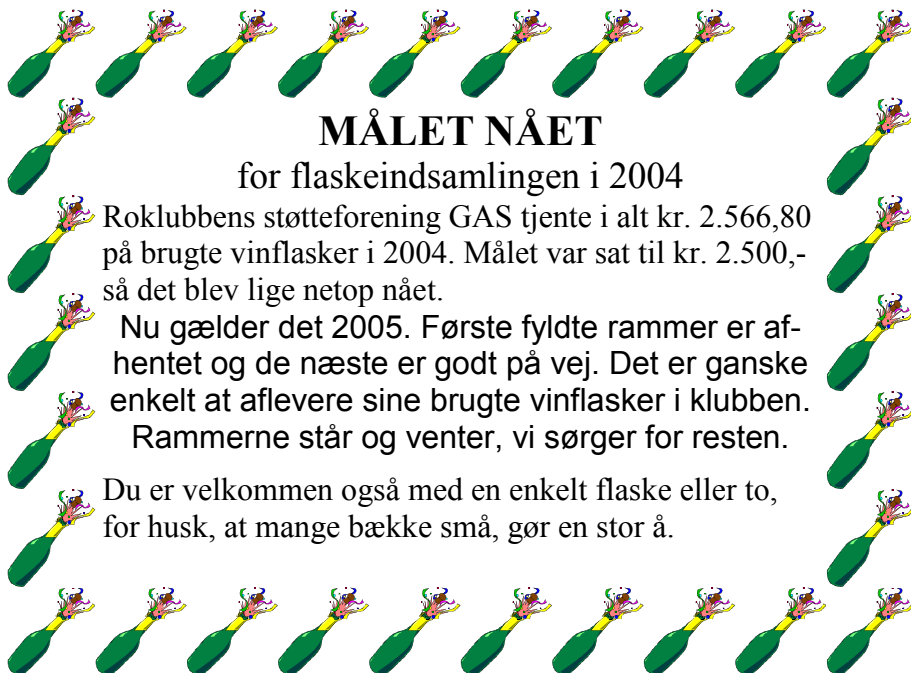 MÅLET NÅET
for flaskeindsamlingen i 2004
Roklubbens støtteforening GAS tjente i alt kr. 2.566,80
på brugte vinflasker i 2004. Målet var sat til kr. 2.500,-
så det blev lige netop nået.
Nu gælder det 2005. Første fyldte rammer er af-
hentet og de næste er godt på vej. Det er ganske
enkelt at aflevere sine brugte vinflasker i klubben.
Rammerne står og venter, vi sørger for resten.
Du er velkommen også med en enkelt flaske eller to,
for husk, at mange bække små, gør en stor å.